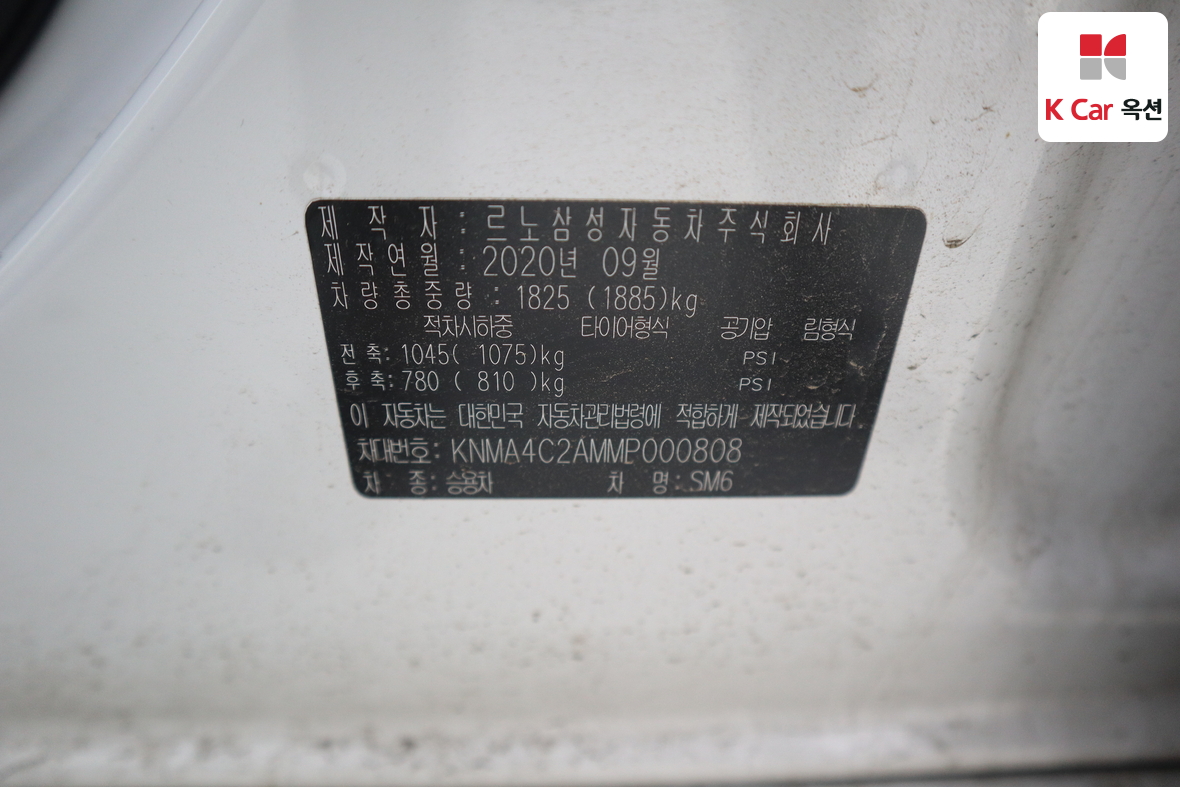 K Car 옥션
제 작 자 : 르노삼성자동차주식회사
제작연월 : 2020년 09월
차량총중량 : 1825 (1885)kg
적차시하중 타이어형식 공기압 림형식
전축: 1045( 1075)kg PSI
후축: 780 ( 810 )kg PSI
이 자동차는 대한민국 자동차관리법령에 적합하게 제작되었습니다.
차대번호: KNMA4C2AMMP000808
차 종: 승용차 차 명: SM6